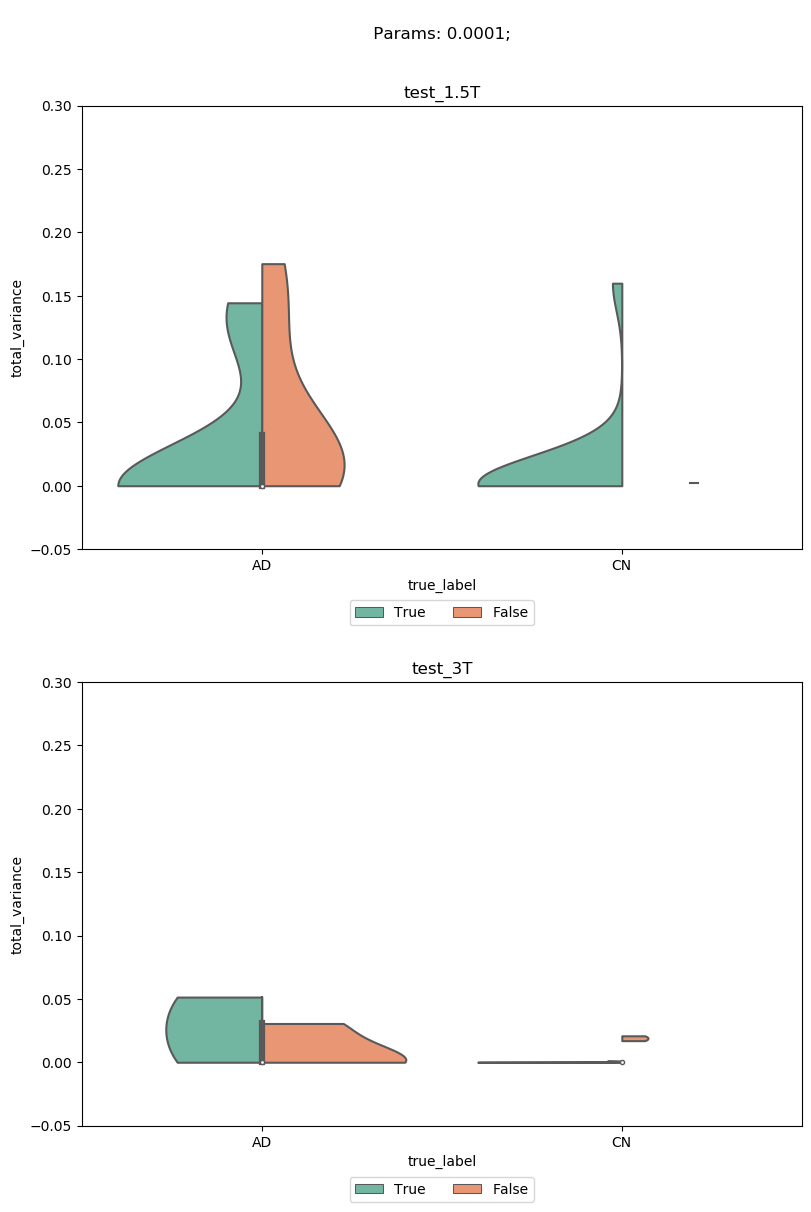 Params: 0.0001;
test_1.5T
0.30
0.25
0.20
0.15
0.10
0.05
0.00
−0.05
total_variance
AD
CN
true_label
True
False
test_3T
0.30
0.25
0.20
0.15
0.10
0.05
0.00
−0.05
total_variance
AD
CN
true_label
True
False